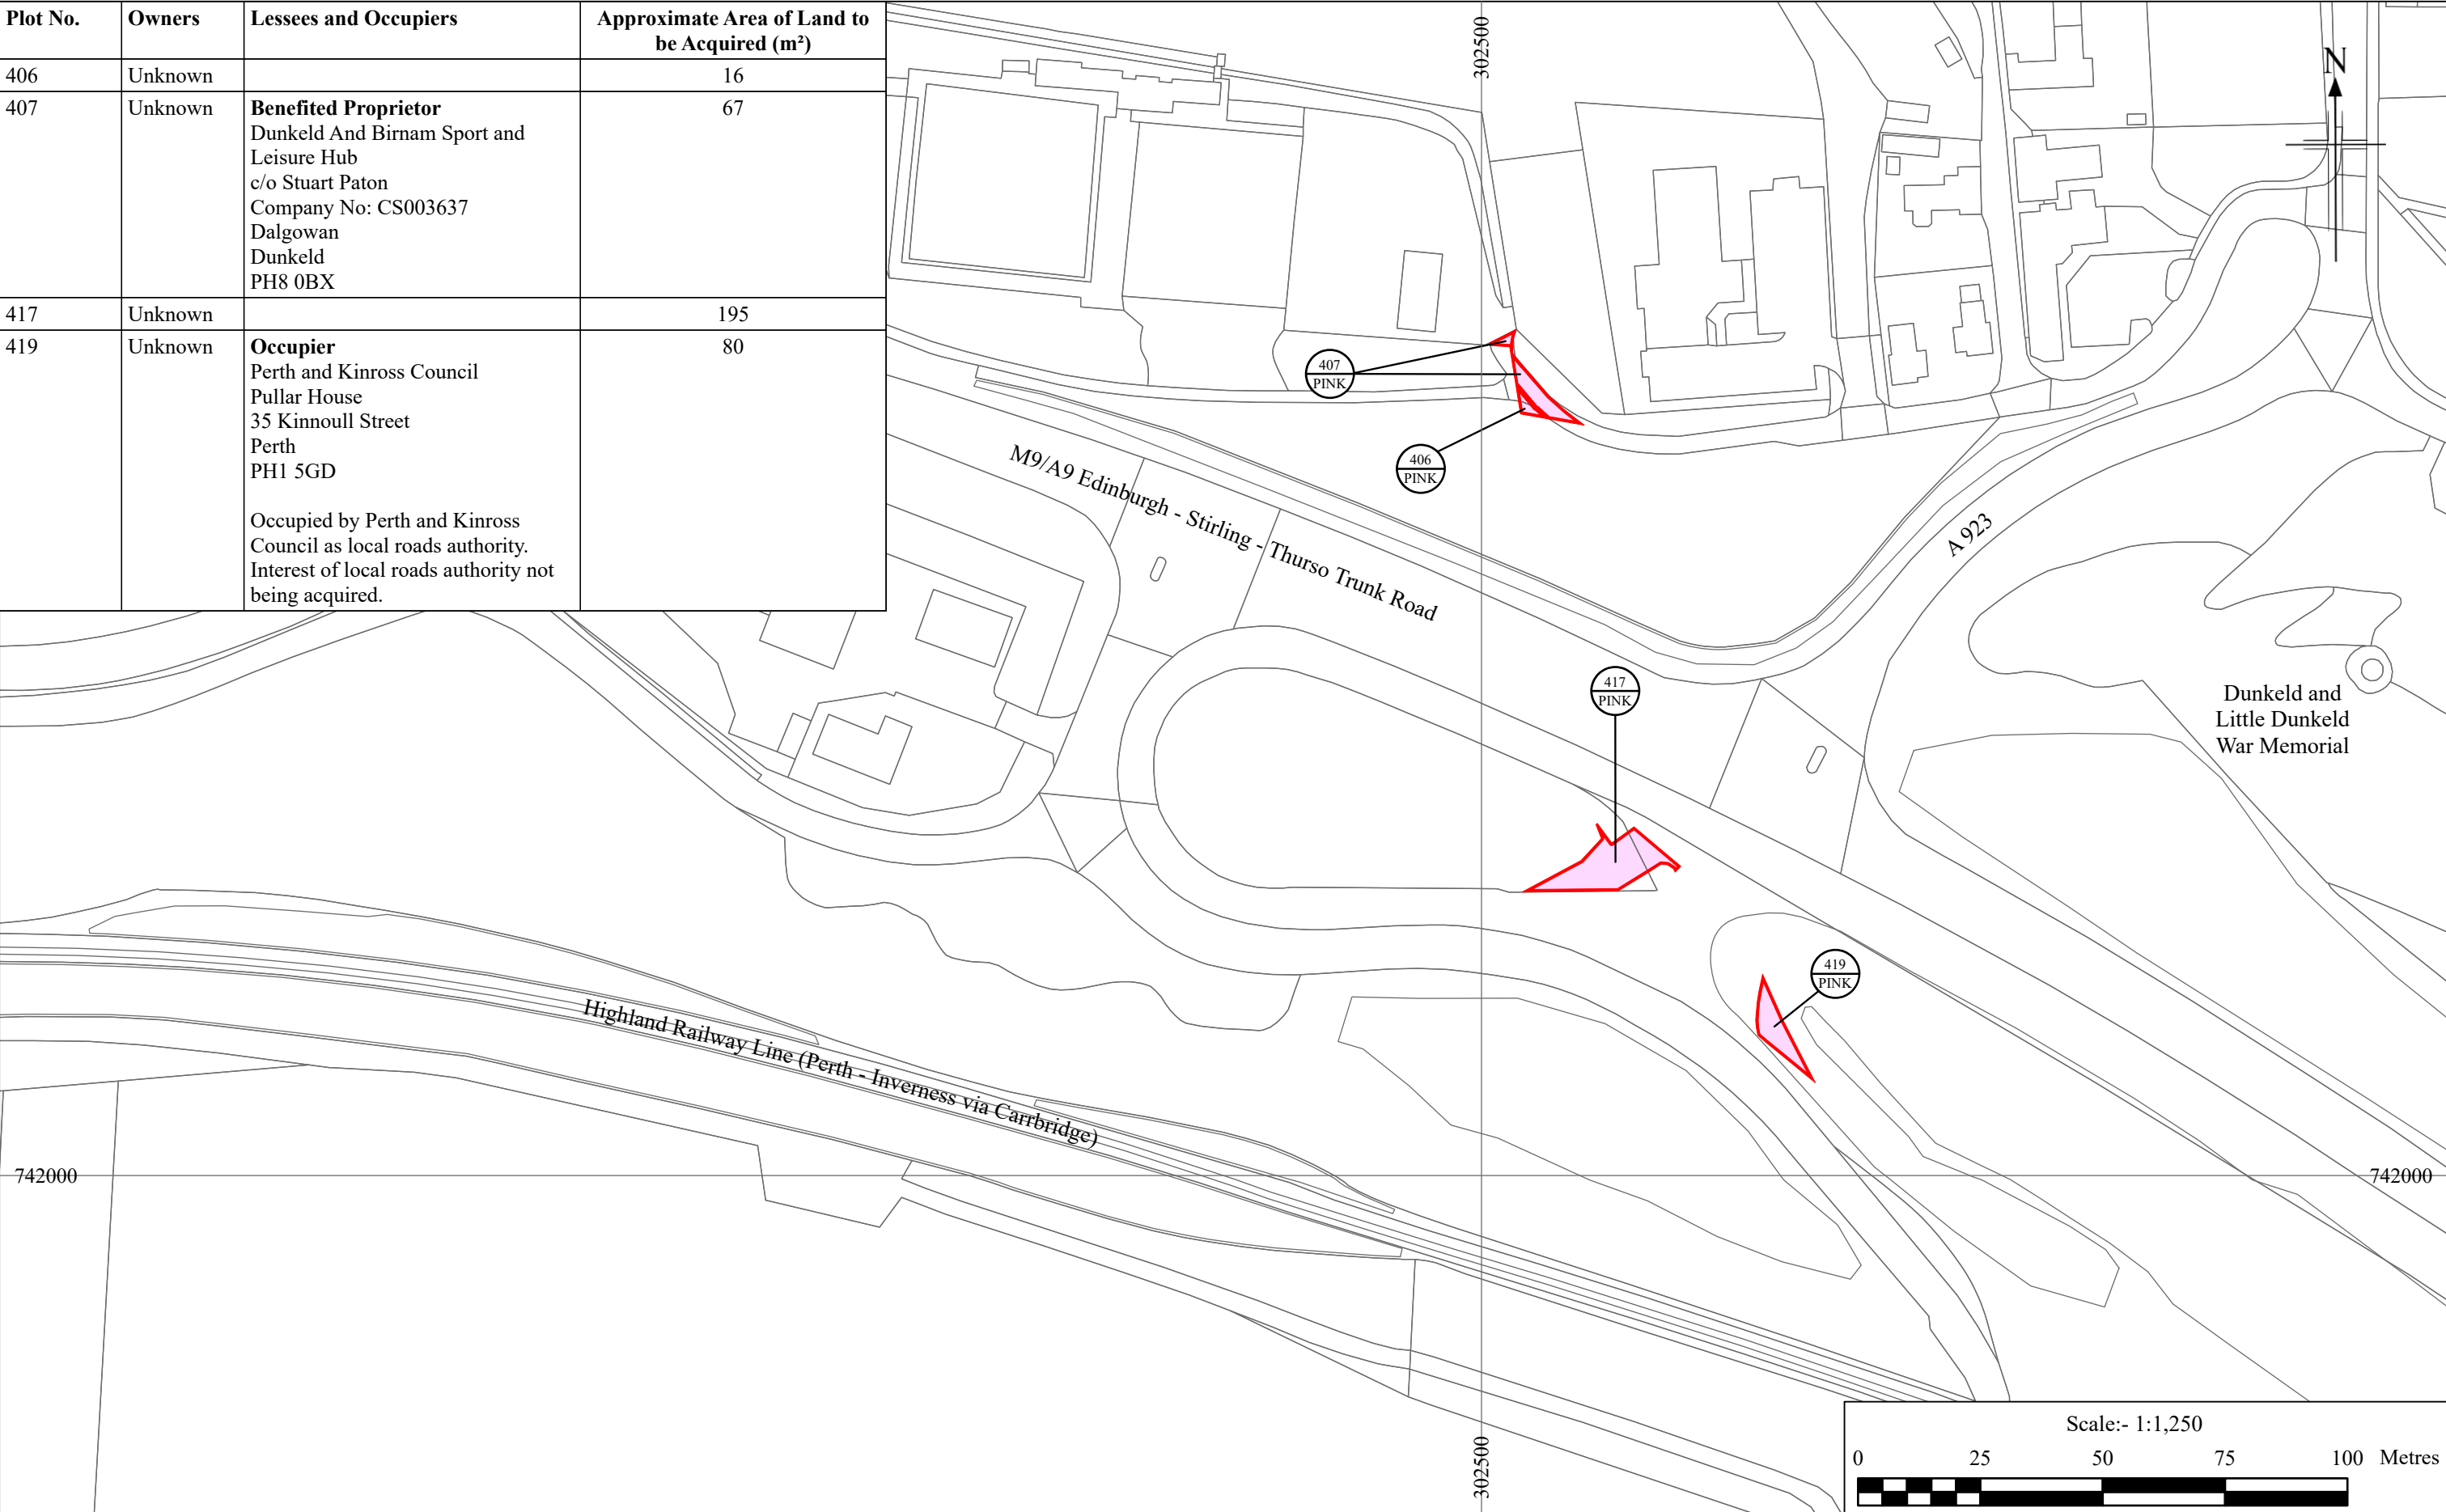 Plot No. Owners Lessees and Occupiers Approximate Area of Land to
be Acquired (m²)
406 Unknown 16
407 Unknown Benefited Proprietor 67
Dunkeld And Birnam Sport and
Leisure Hub
c/o Stuart Paton
Company No: CS003637
Dalgowan
Dunkeld
PH8 0BX
417 Unknown 195
419 Unknown Occupier 80
Perth and Kinross Council
Pullar House
35 Kinnoull Street
Perth
PH1 5GD
Occupied by Perth and Kinross
Council as local roads authority.
Interest of local roads authority not
being acquired.
302500
N
407
PINK
406
PINK
M9/A9 Edinburgh - Stirling - Thurso Trunk Road
A 923
417
PINK
Dunkeld and
Little Dunkeld
War Memorial
419
PINK
Highland Railway Line (Perth - Inverness via Carrbridge)
742000
742000
302500
Scale:- 1:1,250
0 25 50 75 100 Metres